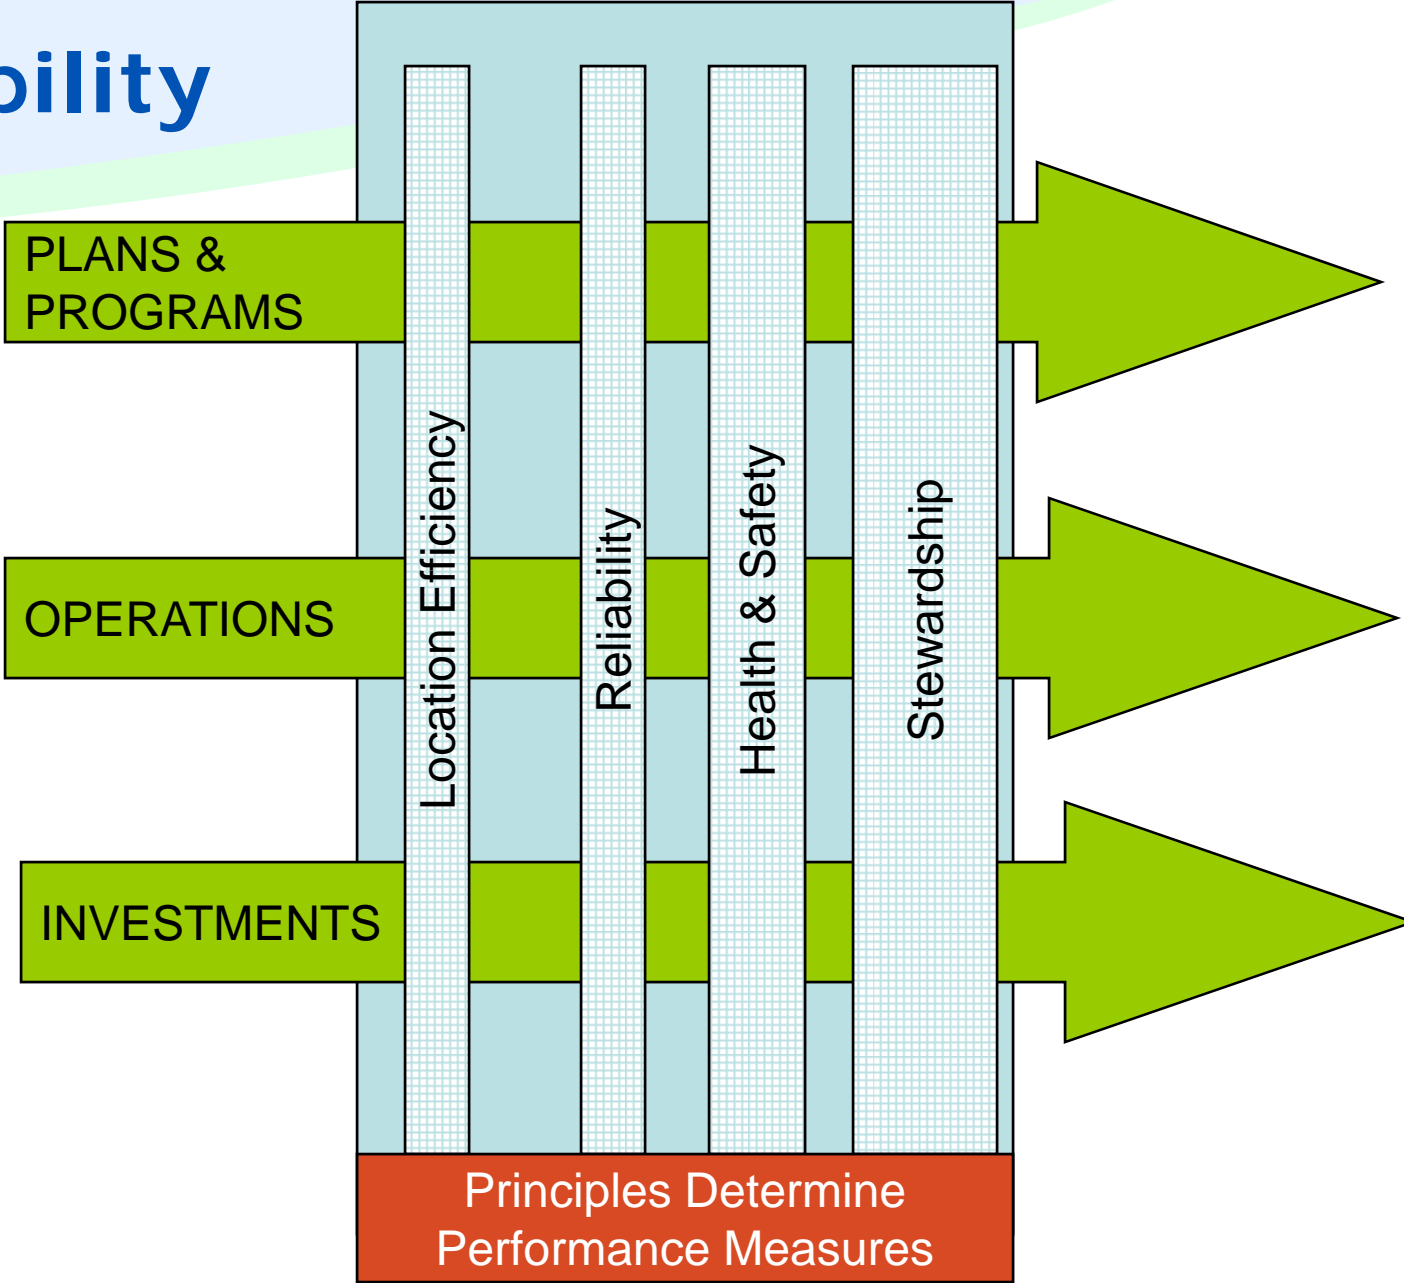 bility
PLANS &
PROGRAMS
OPERATIONS
INVESTMENTS
Location Efficiency
Reliability
Health & Safety
Stewardship
Principles Determine
Performance Measures